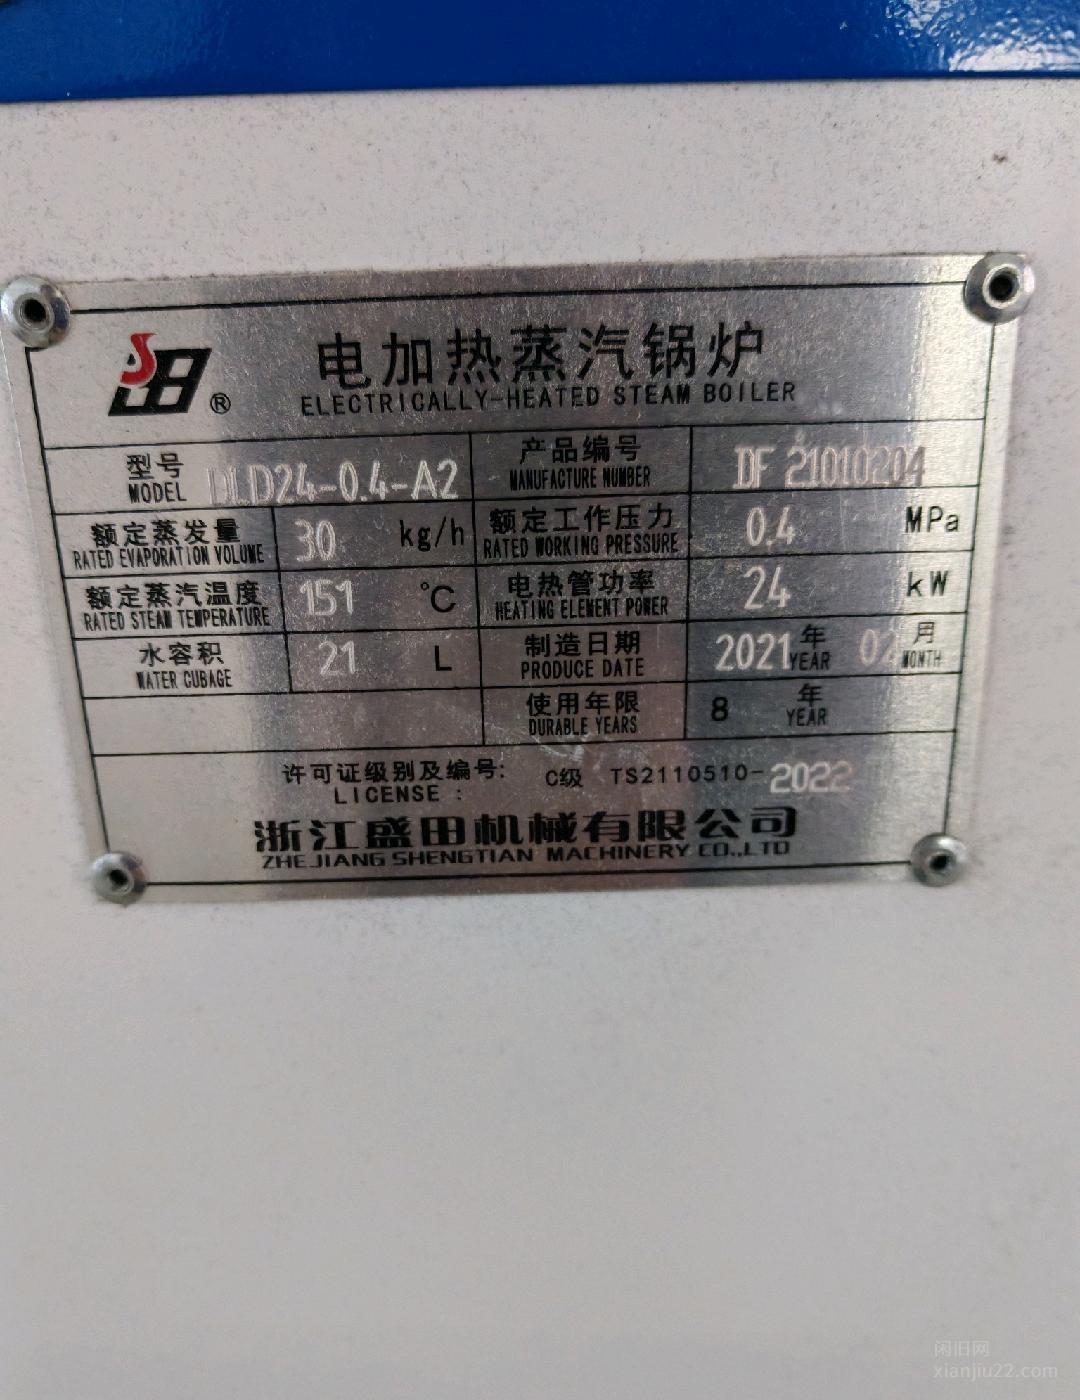 电加热蒸汽锅炉
®
ELECTRICALLY-HEATED STEAM BOILER
型号 产品编号
MODEL DLD24-0.4-A2 MANUFACTURE NUMBER DF 21010204
额定蒸发量 30 kg/h 额定工作压力 0.4 MPa
RATED EVAPORATION VOLUME RATED WORKING PRESSURE
额定蒸汽温度 151 ℃ 电热管功率 24 kW
RATED STEAM TEMPERATURE HEATING ELEMENT POWER
水容积 21 L 制造日期 2021 年 02 月
WATER CUBAGE PRODUCE DATE YEAR MONTH
使用年限 8 年
DURABLE YEARS YEAR
许可证级别及编号: C级 TS2110510-2022
LICENSE :
浙江盛田机械有限公司
ZHEJIANG SHENGTIAN MACHINERY CO.,LTD
闲旧网
xianjiu22.com